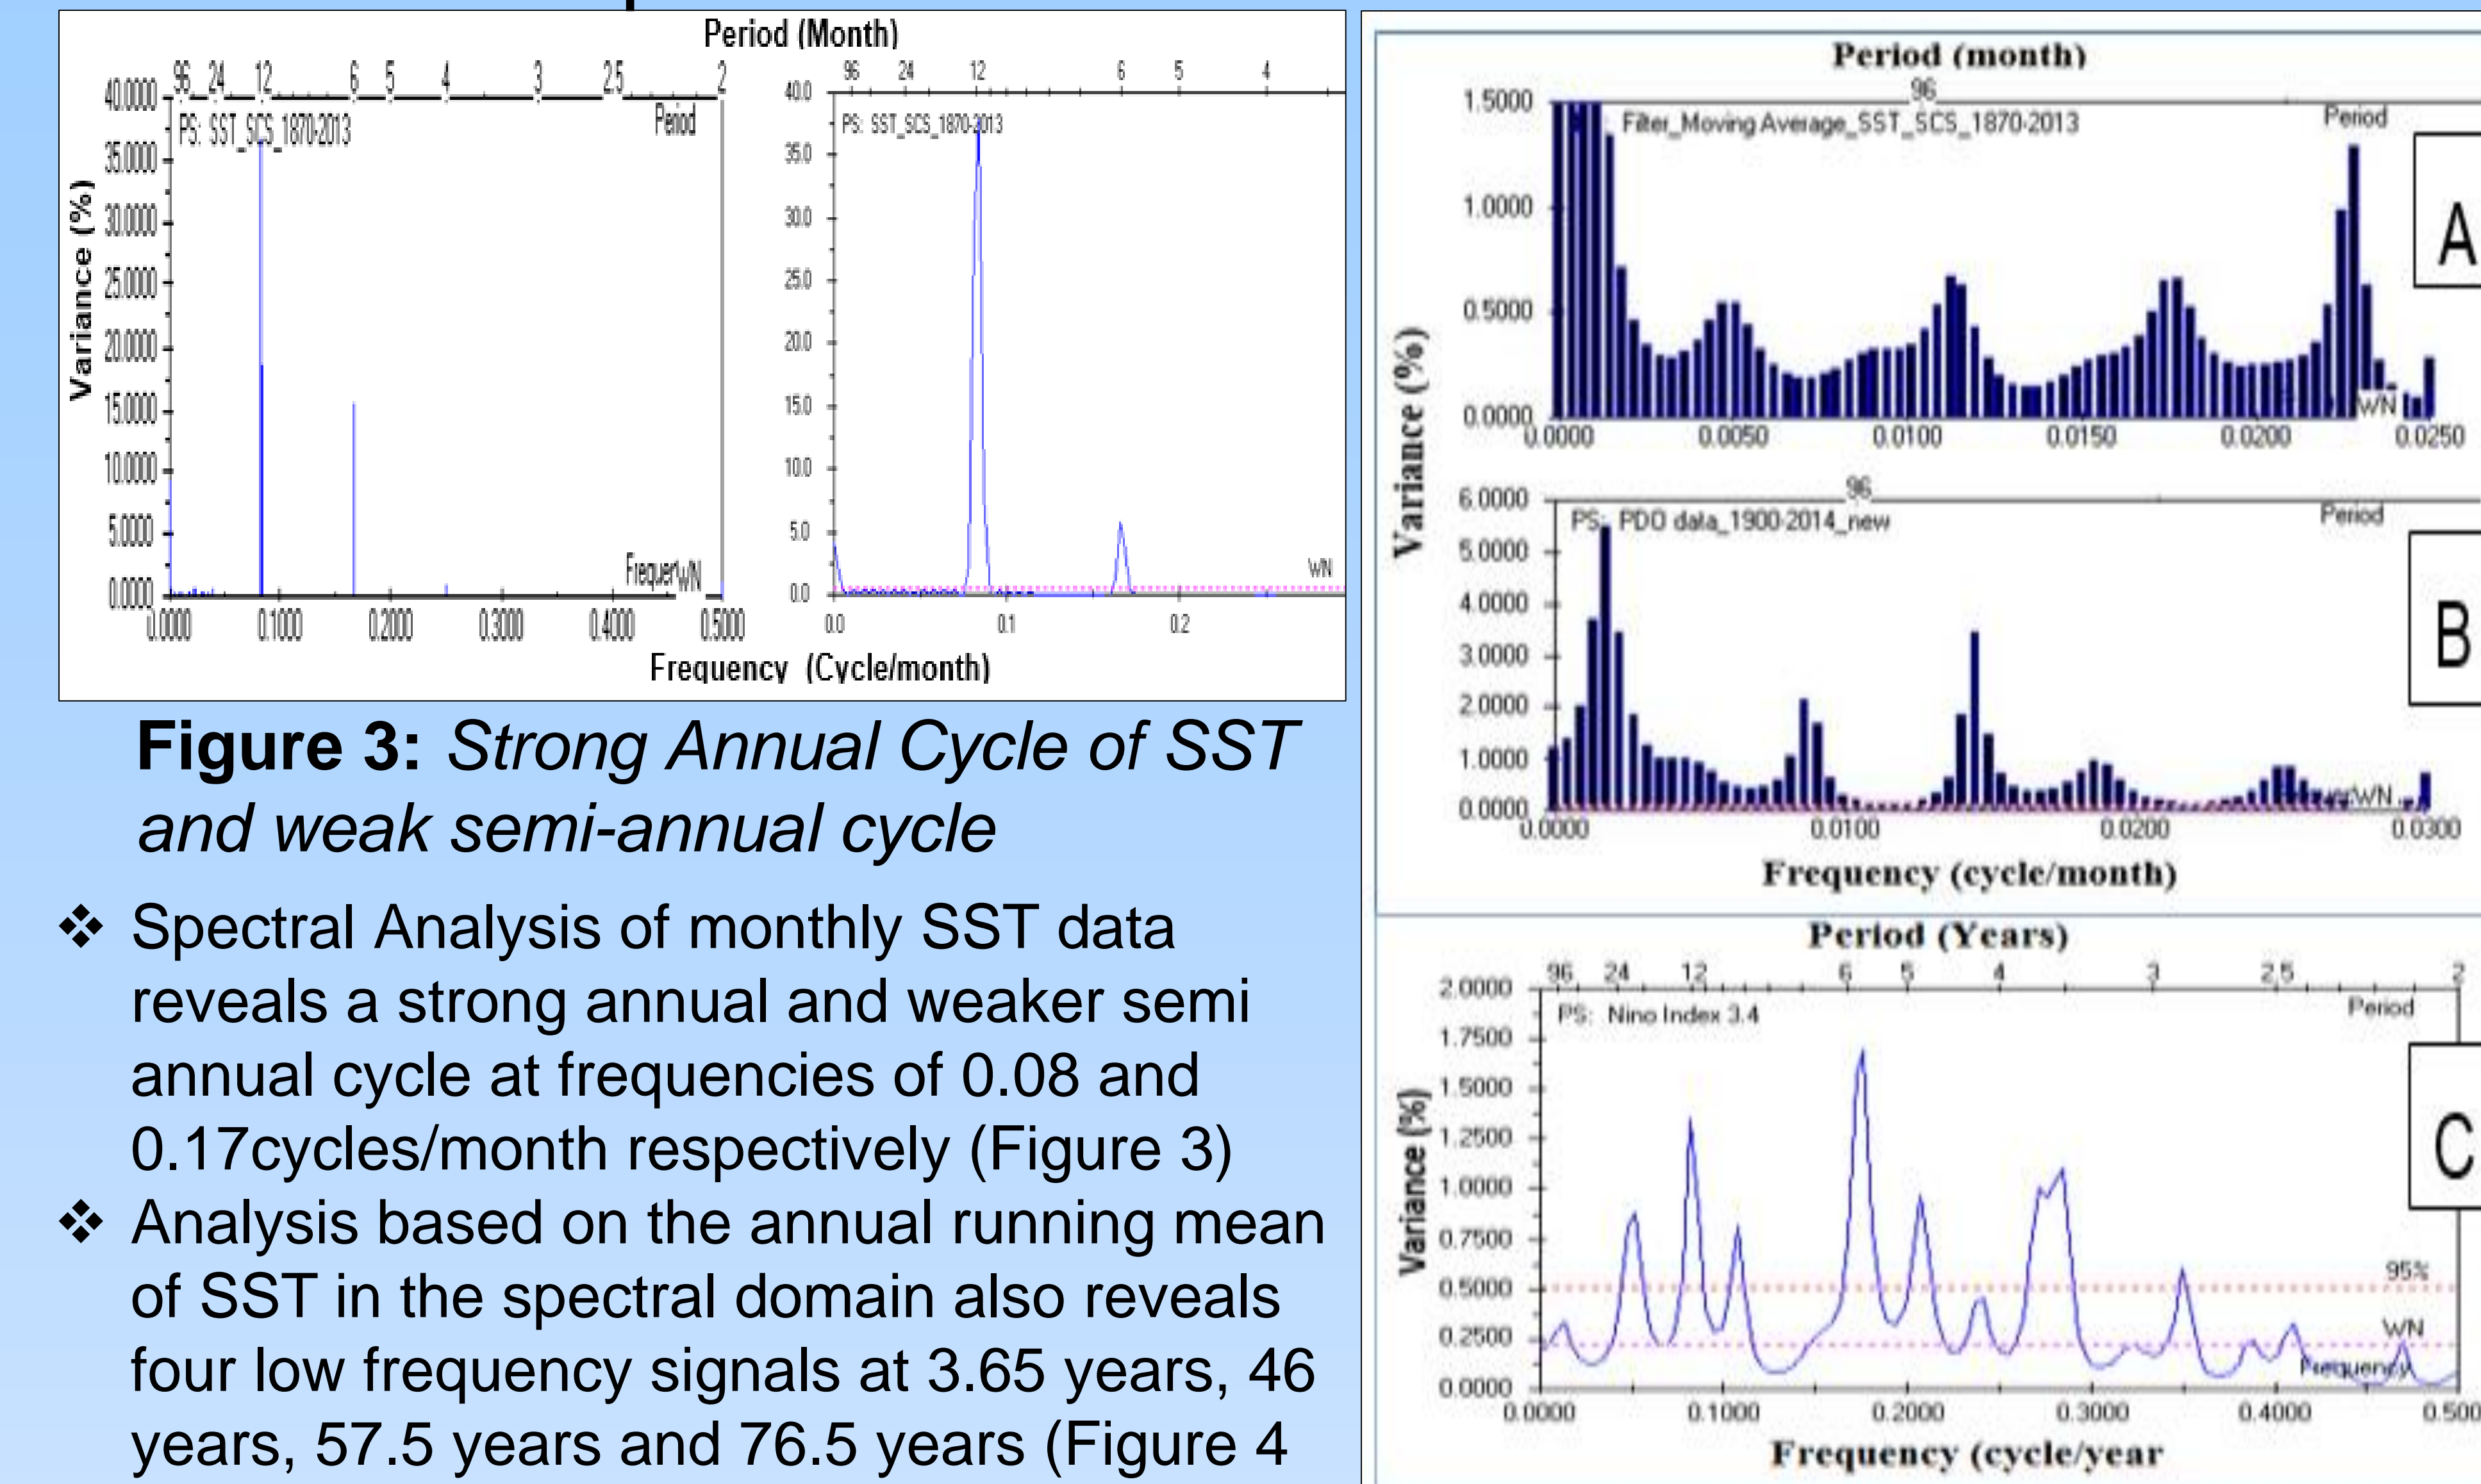 Period (Month)
96 24 12 6 5 4 3 2.5 2
40.0000
PS: SST_SCS_1870-2013
Period
35.0000
30.0000
25.0000
20.0000
15.0000
10.0000
5.0000
0.0000
WN
0.0000 0.1000 0.2000 0.3000 0.4000 0.5000
Variance (%)
96 24 12 6 5 4
40.0
PS: SST_SCS_1870-2013
35.0
30.0
25.0
20.0
15.0
10.0
5.0
0.0
WN
0.0 0.1 0.2
Frequency (Cycle/month)
Figure 3: Strong Annual Cycle of SST
and weak semi-annual cycle
❖ Spectral Analysis of monthly SST data
reveals a strong annual and weaker semi
annual cycle at frequencies of 0.08 and
0.17cycles/month respectively (Figure 3)
❖ Analysis based on the annual running mean
of SST in the spectral domain also reveals
four low frequency signals at 3.65 years, 46
years, 57.5 years and 76.5 years (Figure 4
Period (month)
96
1.5000
Filter_Moving Average_SST_SCS_1870-2013
Period
A
1.0000
0.5000
0.0000
WN
0.0000 0.0050 0.0100 0.0150 0.0200 0.0250
Variance (%)
96
6.0000
PS: PDO data_1900-2014_new
Period
B
5.0000
4.0000
3.0000
2.0000
1.0000
0.0000
WN
0.0000 0.0100 0.0200 0.0300
Frequency (cycle/month)
Period (Years)
96 24 12 6 5 4 3 2.5 2
2.0000
PS: Nino Index 3.4
Period
C
1.7500
1.5000
1.2500
1.0000
0.7500
0.5000
95%
0.2500
WN
Frequency
0.0000
0.0000 0.1000 0.2000 0.3000 0.4000
Variance (%)
Frequency (cycle/year